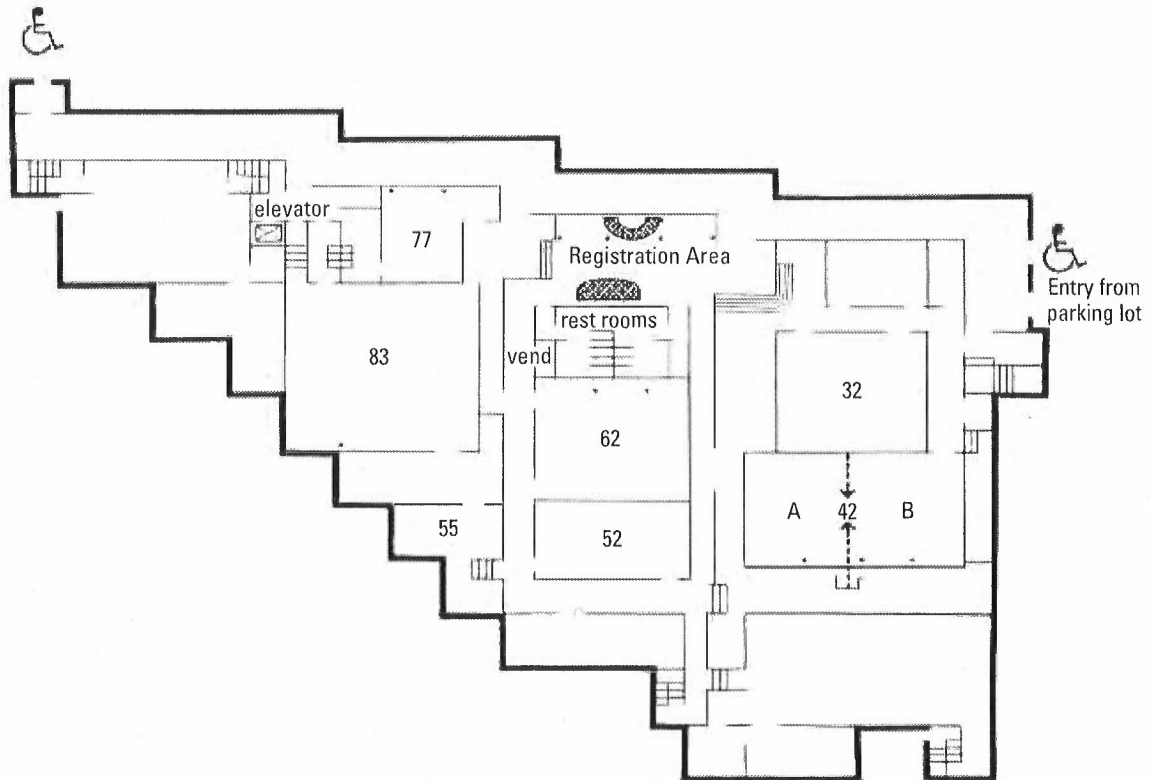 elevator
77
Registration Area
Entry from
parking lot
rest rooms
vend
83
32
62
A
42
B
55
52